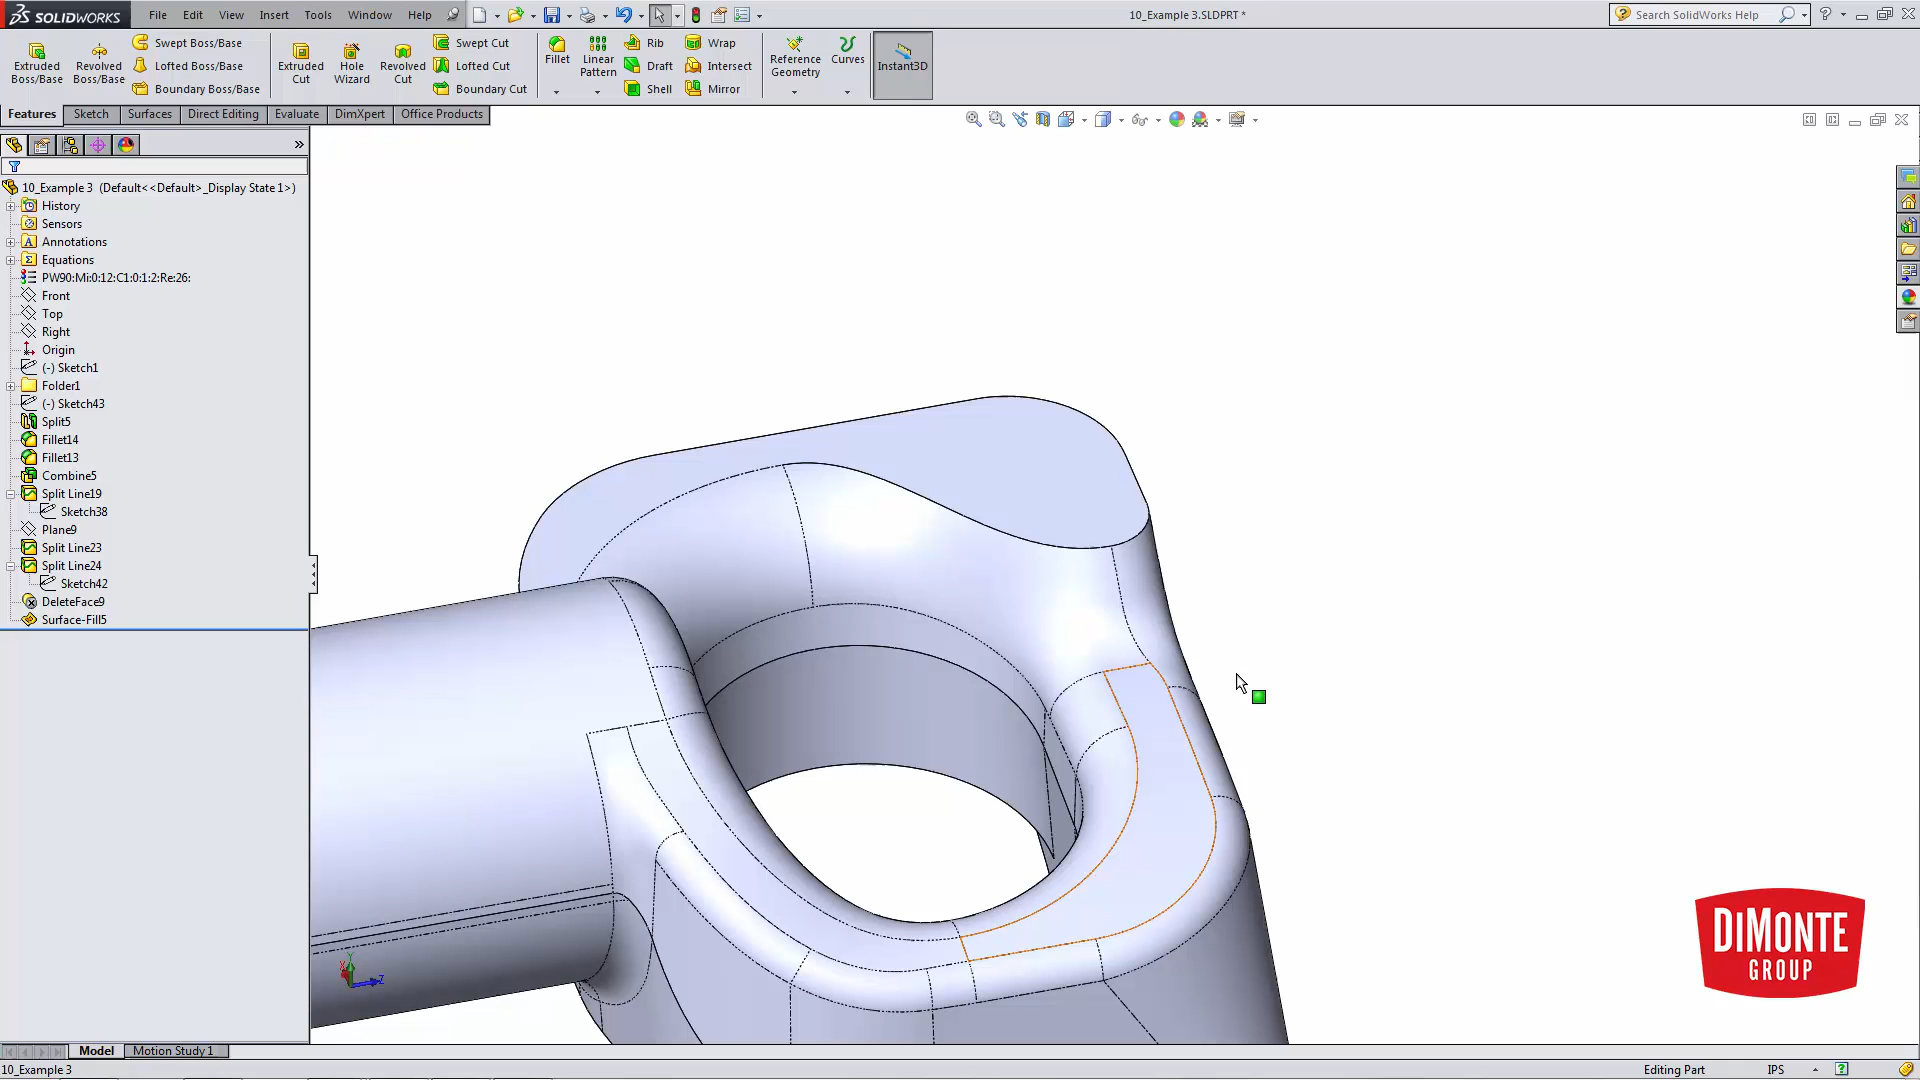 SOLIDWORKS File Edit View Insert Tools Window Help 10_Example 3.SLDPRT * Search SolidWorks Help
Extruded Boss/Base
Revolved Boss/Base
Swept Boss/Base
Lofted Boss/Base
Boundary Boss/Base
Extruded Cut
Hole Wizard
Revolved Cut
Swept Cut
Lofted Cut
Boundary Cut
Fillet
Linear Pattern
Rib
Draft
Shell
Wrap
Intersect
Mirror
Reference Geometry
Curves
Instant3D
Features Sketch Surfaces Direct Editing Evaluate DimXpert Office Products
10_Example 3 (Default<<Default>_Display State 1>)
History
Sensors
Annotations
Equations
PW90:Mi:0:12:C1:0:1:2:Re:26:
Front
Top
Right
Origin
(-) Sketch1
Folder1
(-) Sketch43
Split5
Fillet14
Fillet13
Combine5
Split Line19
Sketch38
Plane9
Split Line23
Split Line24
Sketch42
DeleteFace9
Surface-Fill5
Y
X
Z
DIMONTE
GROUP
Model Motion Study 1
10_Example 3 Editing Part IPS